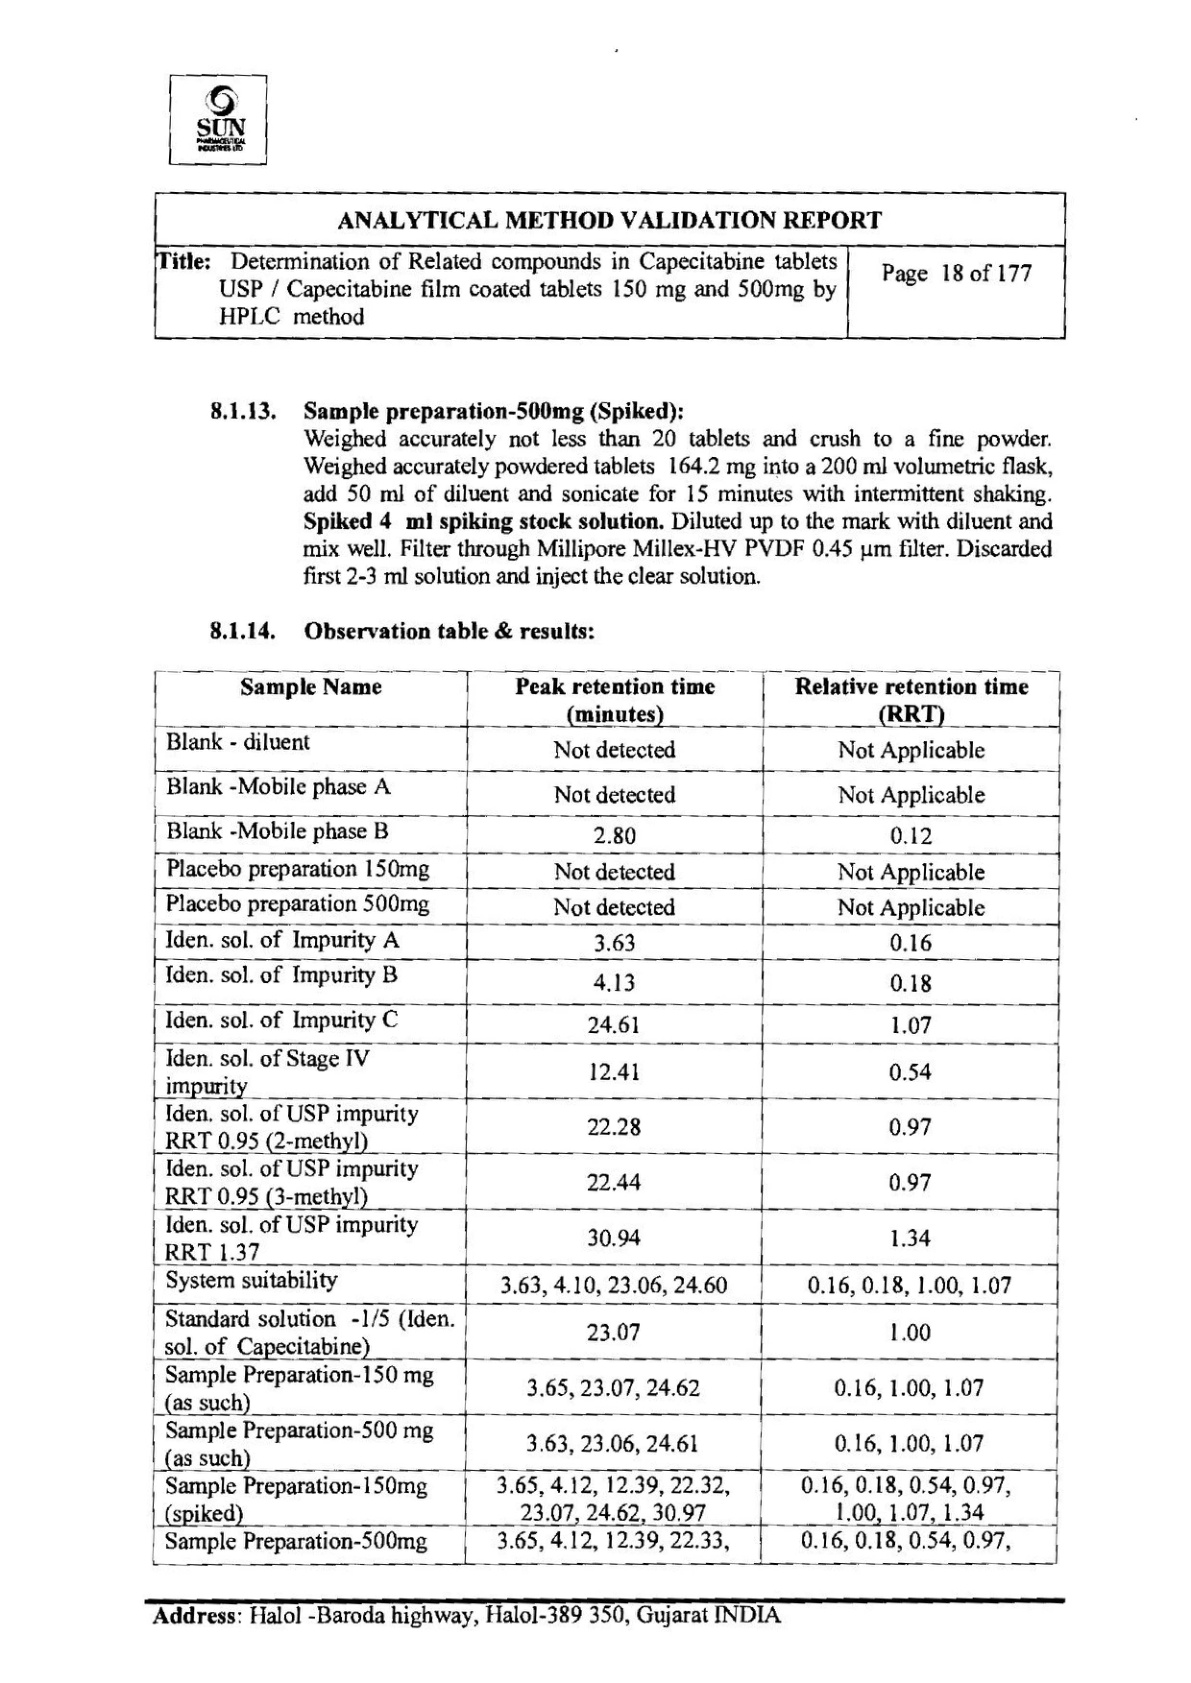 SUN
PHARMACEUTICAL
INDUSTRIES LTD
ANALYTICAL METHOD VALIDATION REPORT
Title: Determination of Related compounds in Capecitabine tablets
USP / Capecitabine film coated tablets 150 mg and 500mg by
HPLC method
Page 18 of 177
8.1.13. Sample preparation-500mg (Spiked):
Weighed accurately not less than 20 tablets and crush to a fine powder.
Weighed accurately powdered tablets 164.2 mg into a 200 ml volumetric flask,
add 50 ml of diluent and sonicate for 15 minutes with intermittent shaking.
Spiked 4 ml spiking stock solution. Diluted up to the mark with diluent and
mix well. Filter through Millipore Millex-HV PVDF 0.45 µm filter. Discarded
first 2-3 ml solution and inject the clear solution.
8.1.14. Observation table & results:
Sample Name Peak retention time Relative retention time
(minutes) (RRT)
Blank - diluent Not detected Not Applicable
Blank -Mobile phase A Not detected Not Applicable
Blank -Mobile phase B 2.80 0.12
Placebo preparation 150mg Not detected Not Applicable
Placebo preparation 500mg Not detected Not Applicable
Iden. sol. of Impurity A 3.63 0.16
Iden. sol. of Impurity B 4.13 0.18
Iden. sol. of Impurity C 24.61 1.07
Iden. sol. of Stage IV
impurity 12.41 0.54
Iden. sol. of USP impurity
RRT 0.95 (2-methyl) 22.28 0.97
Iden. sol. of USP impurity
RRT 0.95 (3-methyl) 22.44 0.97
Iden. sol. of USP impurity
RRT 1.37 30.94 1.34
System suitability 3.63, 4.10, 23.06, 24.60 0.16, 0.18, 1.00, 1.07
Standard solution -1/5 (Iden.
sol. of Capecitabine) 23.07 1.00
Sample Preparation-150 mg
(as such) 3.65, 23.07, 24.62 0.16, 1.00, 1.07
Sample Preparation-500 mg
(as such) 3.63, 23.06, 24.61 0.16, 1.00, 1.07
Sample Preparation-150mg 3.65, 4.12, 12.39, 22.32, 0.16, 0.18, 0.54, 0.97,
(spiked) 23.07, 24.62, 30.97 1.00, 1.07, 1.34
Sample Preparation-500mg 3.65, 4.12, 12.39, 22.33, 0.16, 0.18, 0.54, 0.97,
Address: Halol -Baroda highway, Halol-389 350, Gujarat INDIA